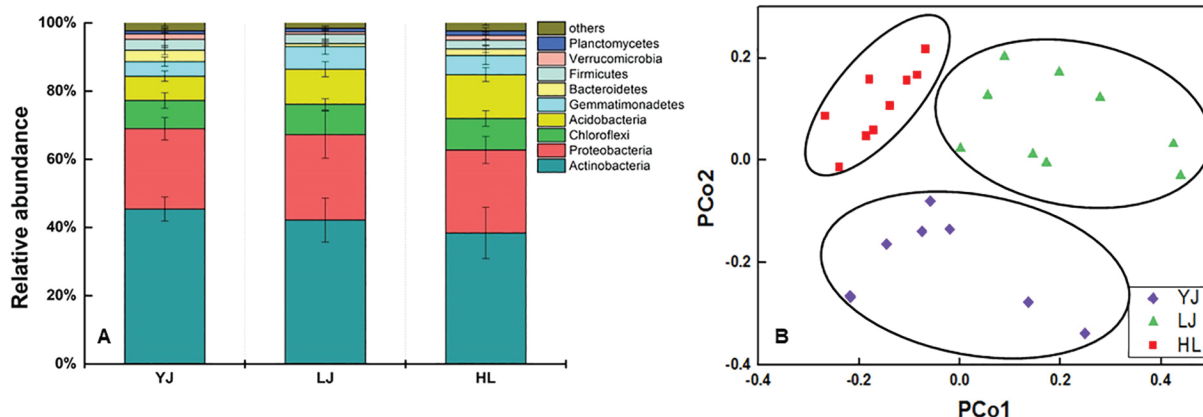 100%
80%
60%
40%
20%
0%
Relative abundance
A
YJ
LJ
HL
others
Planctomycetes
Verrucomicrobia
Firmicutes
Bacteroidetes
Gemmatimonadetes
Acidobacteria
Chloroflexi
Proteobacteria
Actinobacteria
0.2
0.0
-0.2
-0.4
PCo2
B
YJ
LJ
HL
-0.4
-0.2
0.0
0.2
0.4
PCo1